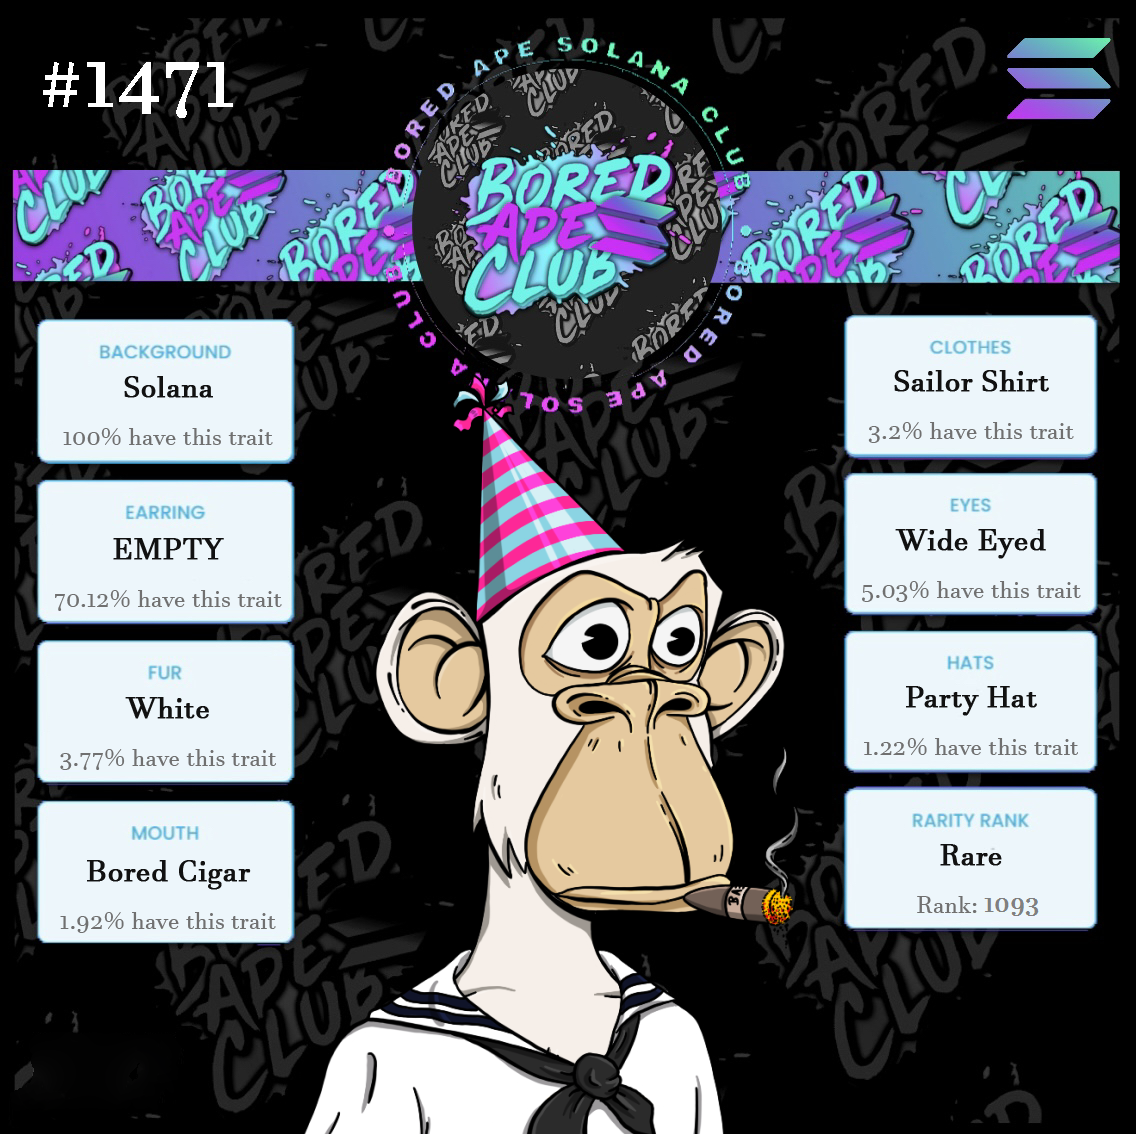 #1471
BORED APE SOLANA CLUB
BORED APE SOLANA CLUB
BORED
APE
CLUB
BACKGROUND
Solana
100% have this trait
EARRING
EMPTY
70.12% have this trait
FUR
White
3.77% have this trait
MOUTH
Bored Cigar
1.92% have this trait
CLOTHES
Sailor Shirt
3.2% have this trait
EYES
Wide Eyed
5.03% have this trait
HATS
Party Hat
1.22% have this trait
RARITY RANK
Rare
Rank: 1093